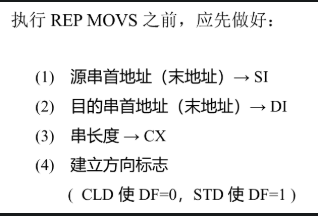 执行 REP MOVS 之前，应先做好：
(1) 源串首地址（末地址）→ SI
(2) 目的串首地址（末地址）→ DI
(3) 串长度 → CX
(4) 建立方向标志
( CLD 使 DF=0，STD 使 DF=1 )